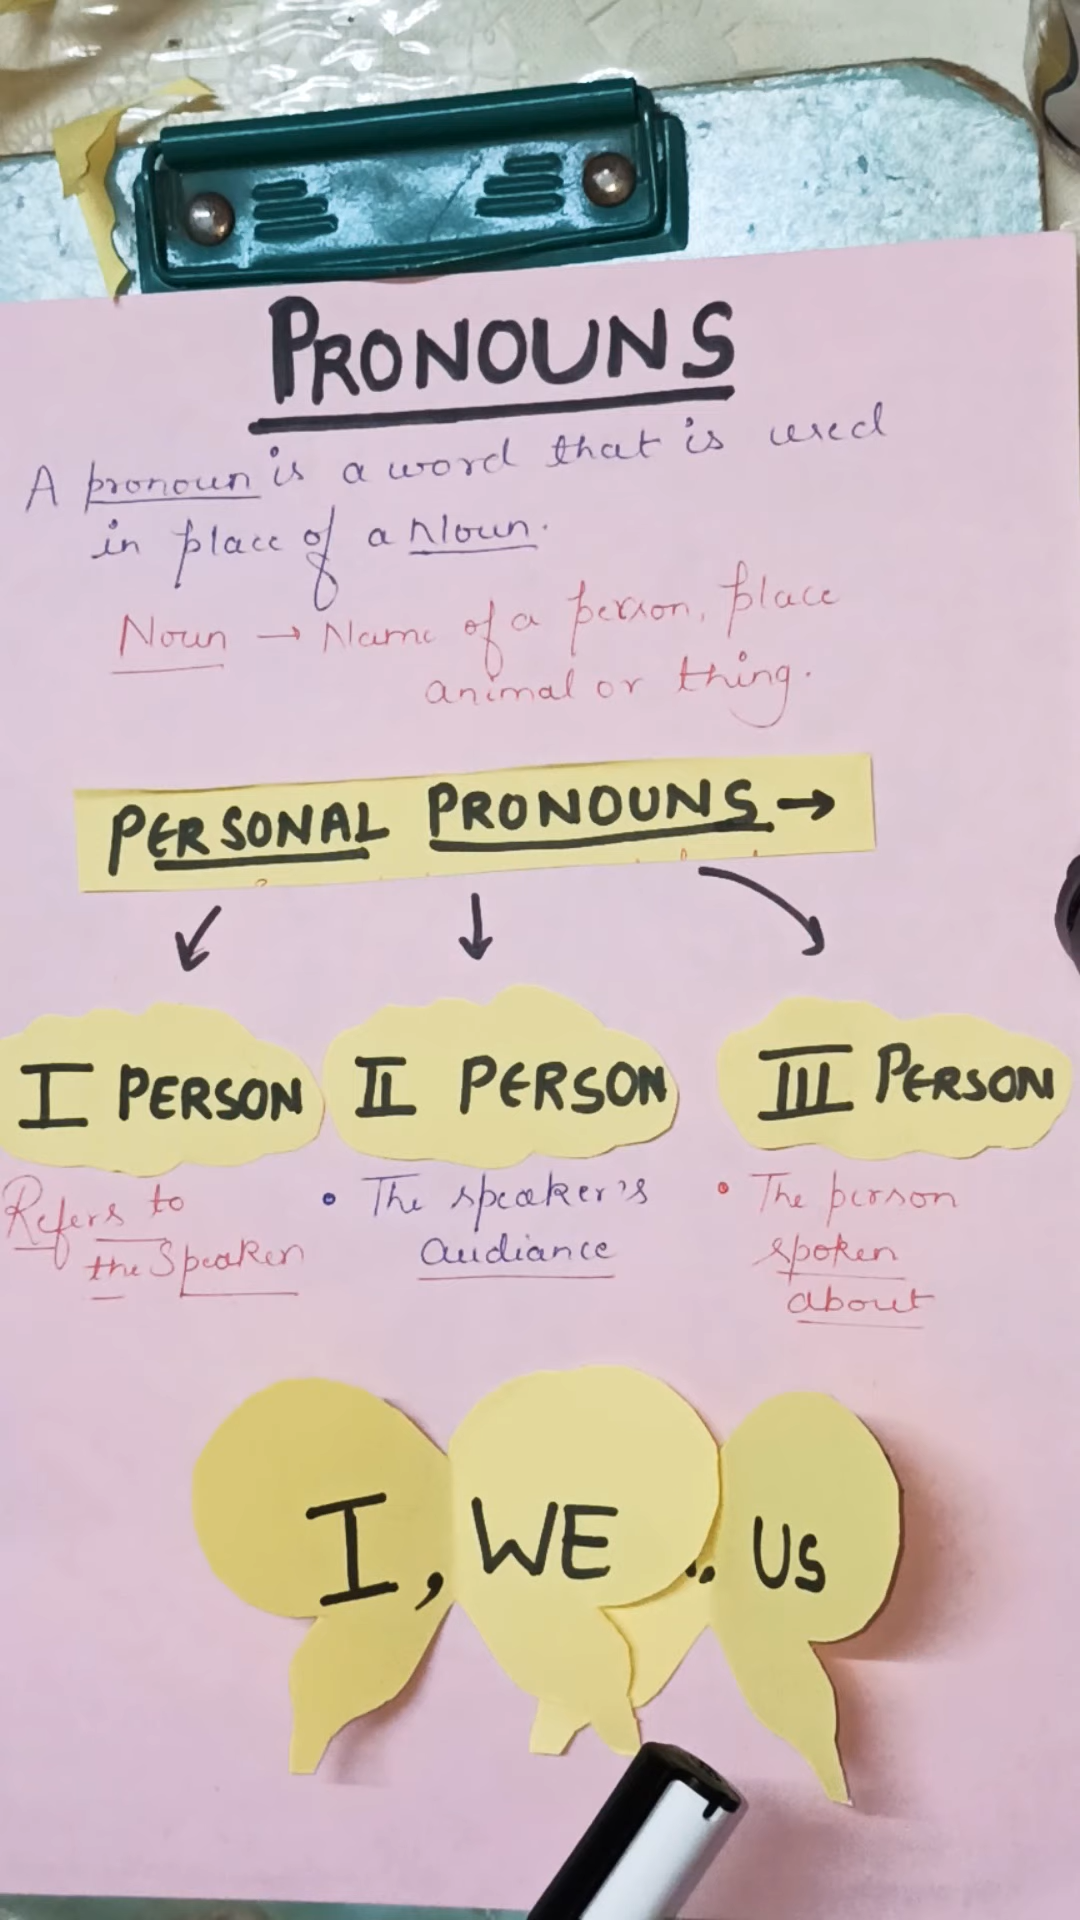 PRONOUNS
A pronoun is a word that is used
in place of a Noun.
Noun → Name of a person, place
animal or thing.
PERSONAL PRONOUNS →
I PERSON
Refers to
the Speaker
II PERSON
• The speaker's
audiance
III PERSON
• The person
spoken
about
I, WE .. US